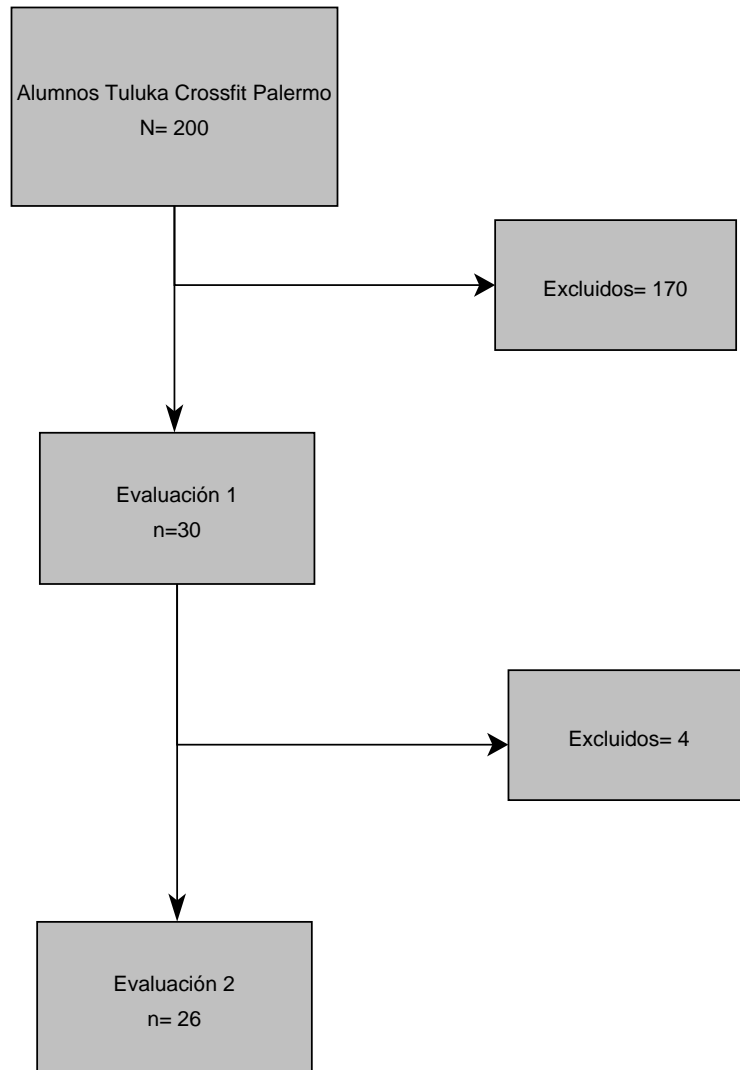 Alumnos Tuluka Crossfit Palermo
N= 200
Excluidos= 170
Evaluación 1
n=30
Excluidos= 4
Evaluación 2
n= 26